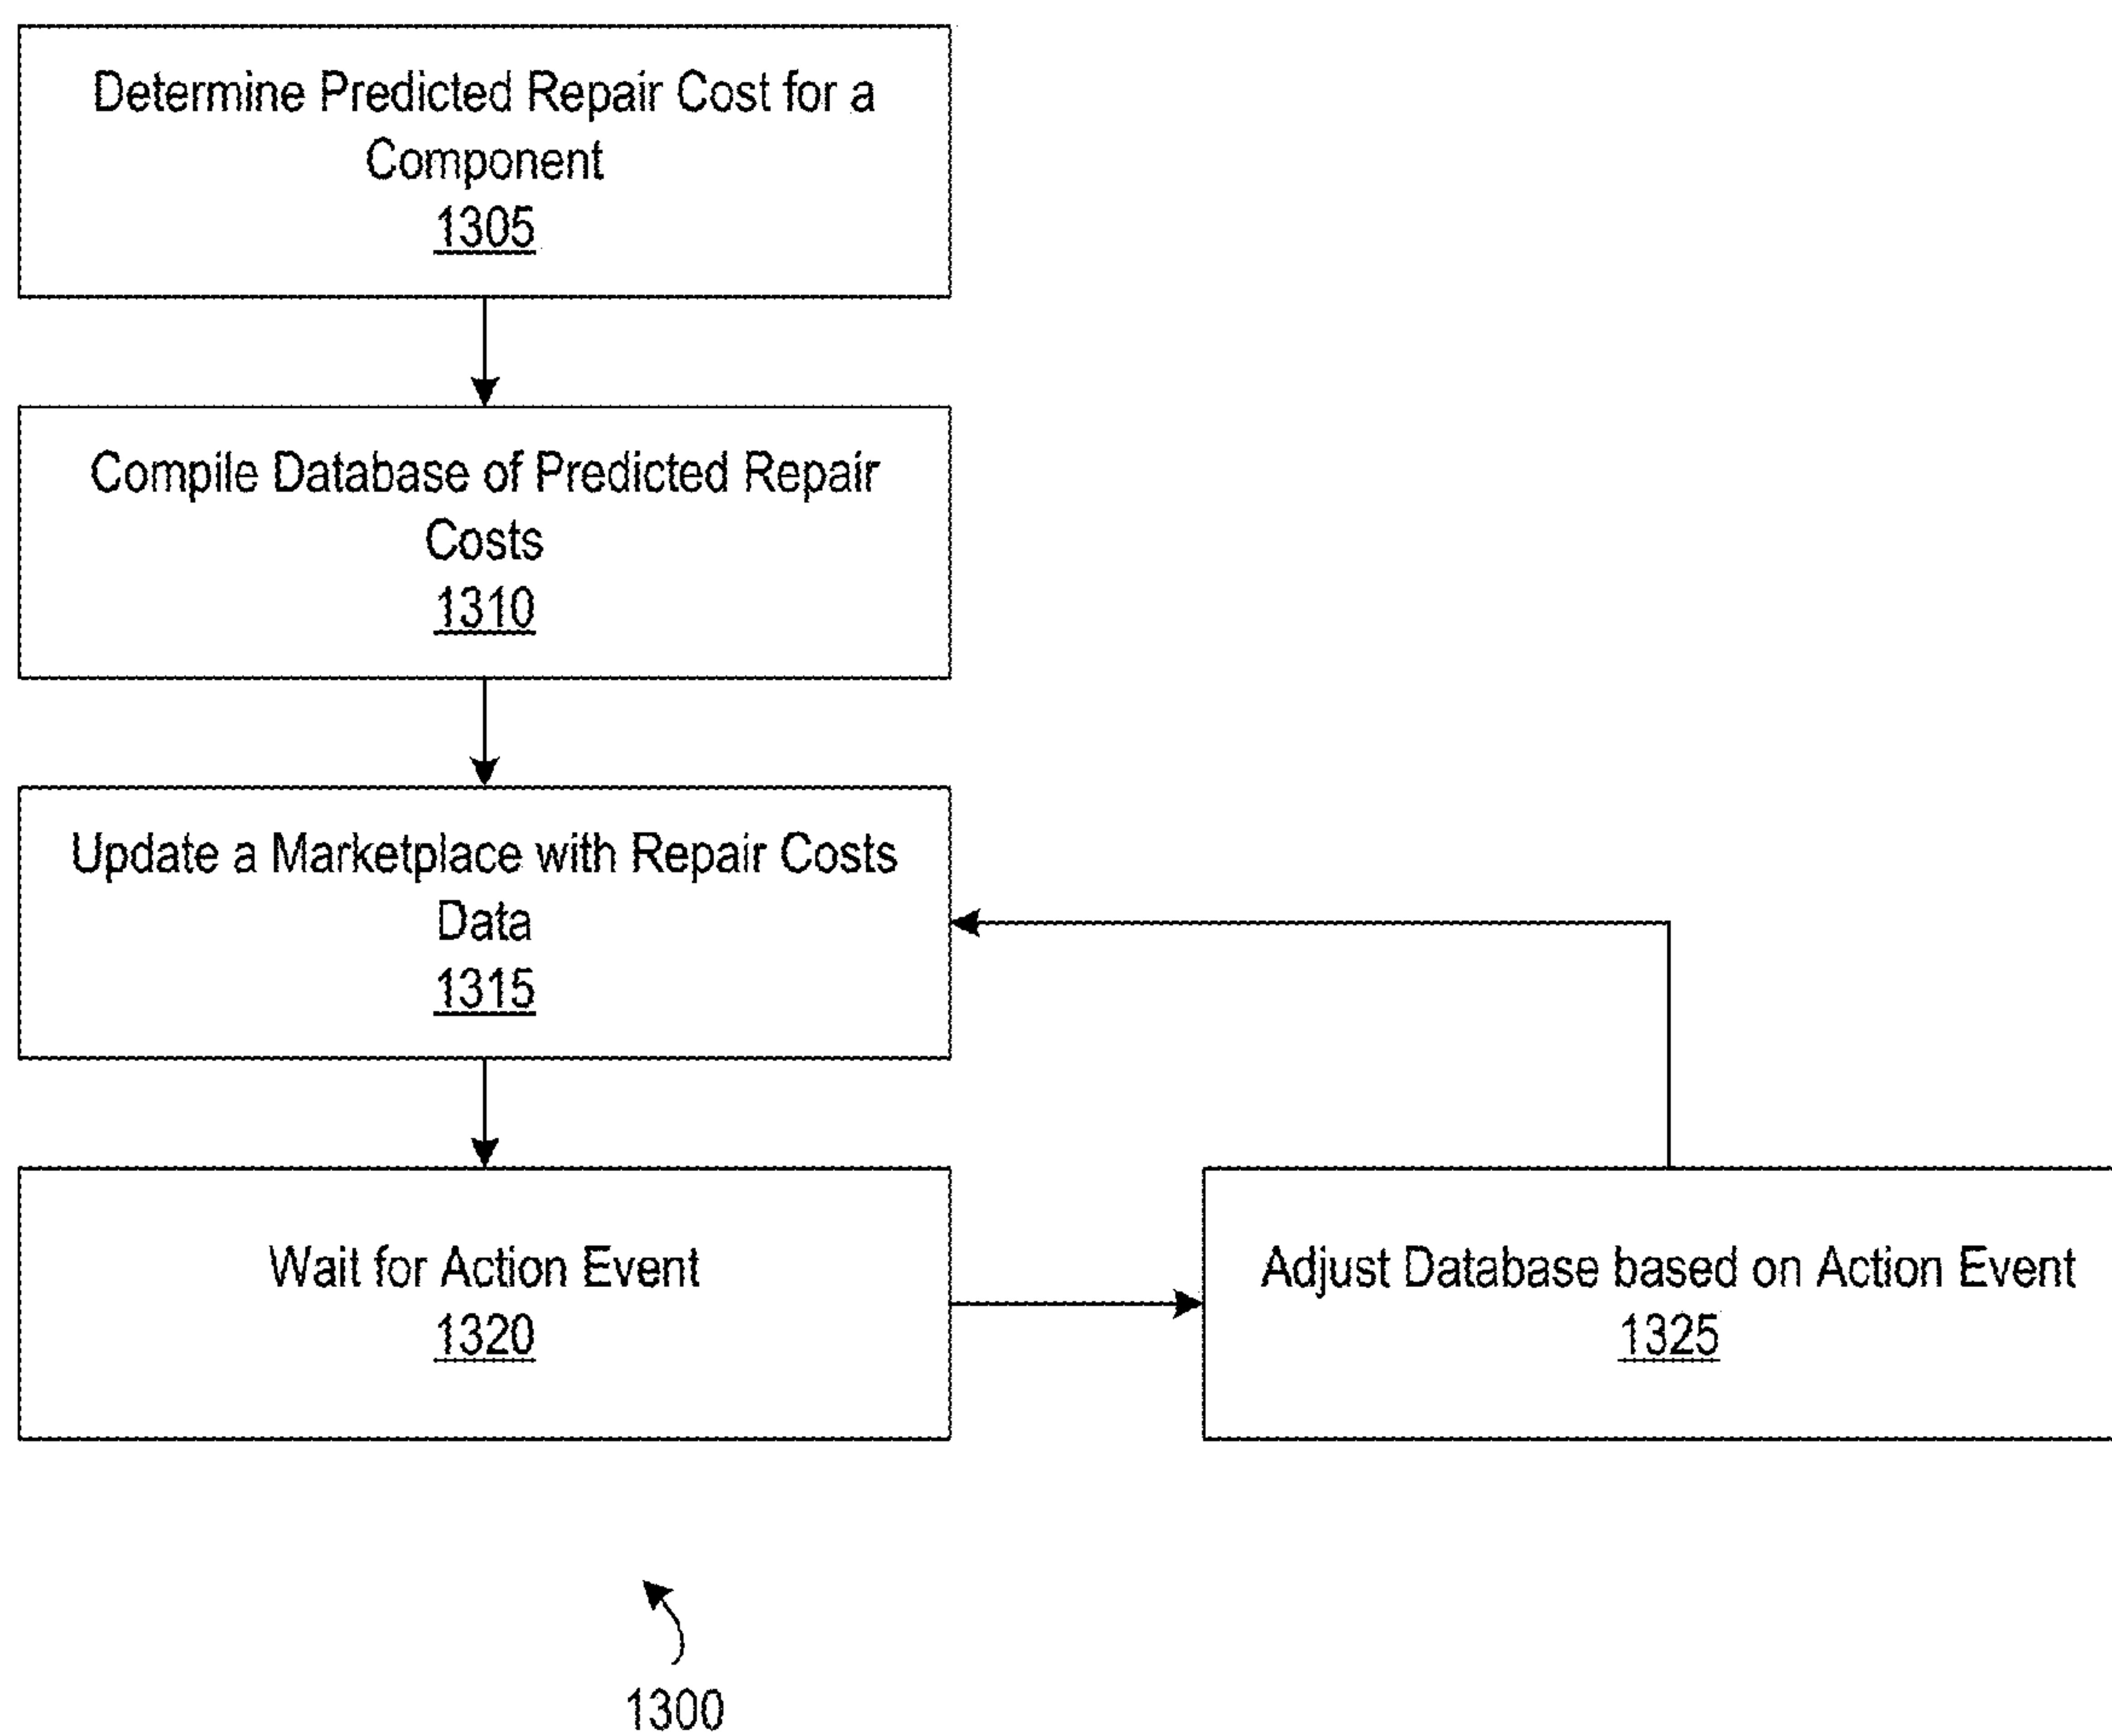 Determine Predicted Repair Cost for a
Component
1305
Compile Database of Predicted Repair
Costs
1310
Update a Marketplace with Repair Costs
Data
1315
Wait for Action Event
1320
Adjust Database based on Action Event
1325
1300